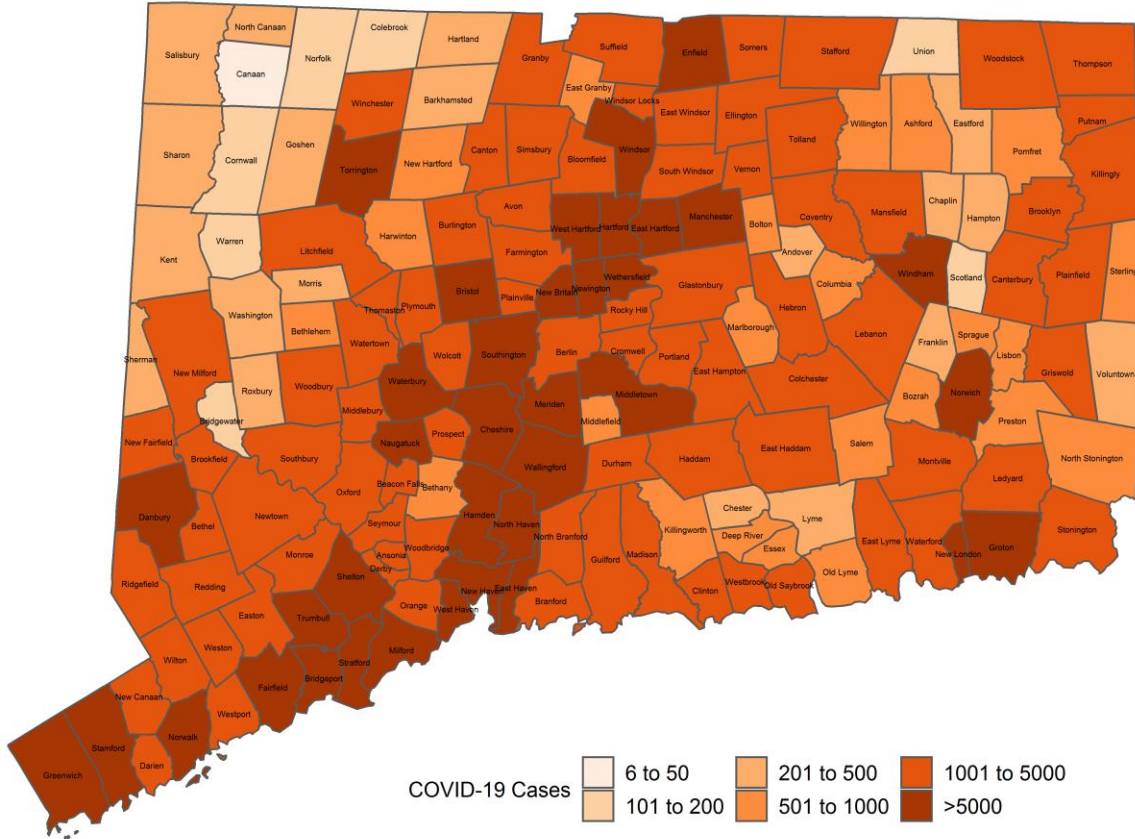 North Canaan
Colebrook
Hartland
Salisbury
Canaan
Norfolk
Granby
Suffield
Enfield
Somers
Stafford
Union
Woodstock
Thompson
East Granby
Windsor Locks
Winchester
Barkhamsted
East Windsor
Ellington
Willington
Ashford
Eastford
Putnam
Sharon
Cornwall
Goshen
Torrington
New Hartford
Canton
Simsbury
Bloomfield
Windsor
South Windsor
Vernon
Tolland
Pomfret
Killingly
Kent
Warren
Litchfield
Harwinton
Burlington
Avon
West Hartford
Hartford
East Hartford
Manchester
Bolton
Coventry
Mansfield
Chaplin
Hampton
Brooklyn
Farmington
Andover
Morris
Bristol
Plainville
New Britain
Newington
Wethersfield
Glastonbury
Columbia
Windham
Scotland
Canterbury
Plainfield
Sterling
Washington
Bethlehem
Thomaston
Plymouth
Rocky Hill
Marlborough
Hebron
Lebanon
Sherman
New Milford
Roxbury
Woodbury
Watertown
Wolcott
Southington
Berlin
Cromwell
Portland
East Hampton
Colchester
Franklin
Sprague
Lisbon
Griswold
Voluntown
Bridgewater
Middlebury
Waterbury
Cheshire
Meriden
Middletown
Middlefield
Bozrah
Norwich
Preston
New Fairfield
Brookfield
Southbury
Naugatuck
Prospect
Wallingford
Durham
Haddam
East Haddam
Salem
Montville
Ledyard
North Stonington
Danbury
Bethel
Newtown
Oxford
Beacon Falls
Bethany
Hamden
North Haven
Chester
Lyme
Seymour
Woodbridge
North Branford
Guilford
Madison
Killingworth
Deep River
Essex
East Lyme
Waterford
New London
Groton
Stonington
Ridgefield
Redding
Monroe
Ansonia
Derby
Shelton
Orange
West Haven
New Haven
East Haven
Branford
Clinton
Westbrook
Old Saybrook
Old Lyme
Easton
Trumbull
Wilton
Weston
Fairfield
Bridgeport
Stratford
Milford
New Canaan
Westport
Norwalk
Darien
Stamford
Greenwich
COVID-19 Cases
6 to 50
201 to 500
1001 to 5000
101 to 200
501 to 1000
>5000